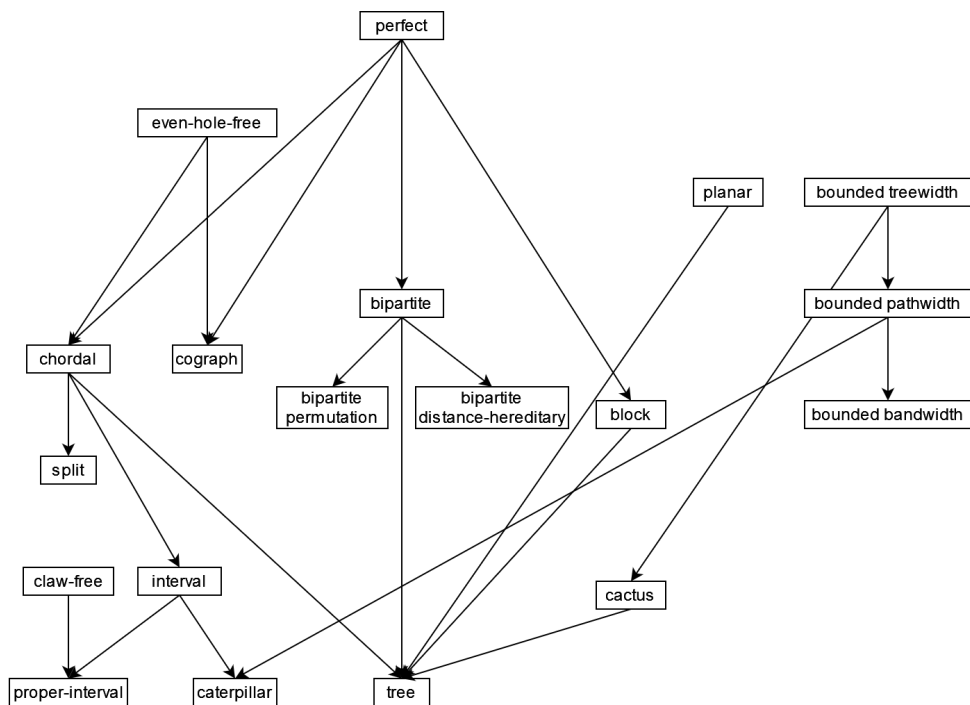 perfect
even-hole-free
planar
bounded treewidth
bipartite
bounded pathwidth
chordal
cograph
bipartite
permutation
bipartite
distance-hereditary
block
bounded bandwidth
split
claw-free
interval
cactus
proper-interval
caterpillar
tree